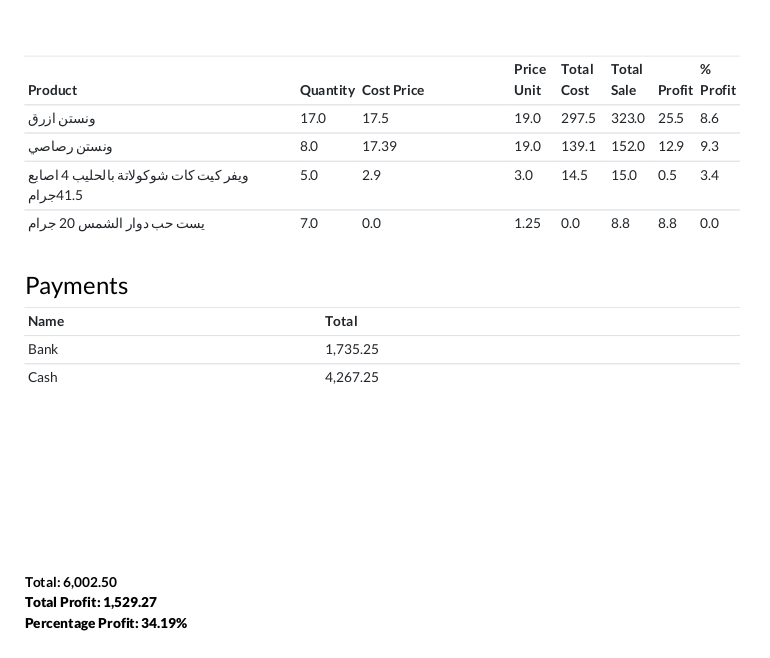 Product Quantity Cost Price Price Unit Total Cost Total Sale Profit % Profit
ونستن ازرق 17.0 17.5 19.0 297.5 323.0 25.5 8.6
ونستن رصاصي 8.0 17.39 19.0 139.1 152.0 12.9 9.3
ويفر كيت كات شوكولاتة بالحليب 4 اصابع 5.0 2.9 3.0 14.5 15.0 0.5 3.4
41.5جرام
يست حب دوار الشمس 20 جرام 7.0 0.0 1.25 0.0 8.8 8.8 0.0
Payments
Name Total
Bank 1,735.25
Cash 4,267.25
Total: 6,002.50
Total Profit: 1,529.27
Percentage Profit: 34.19%